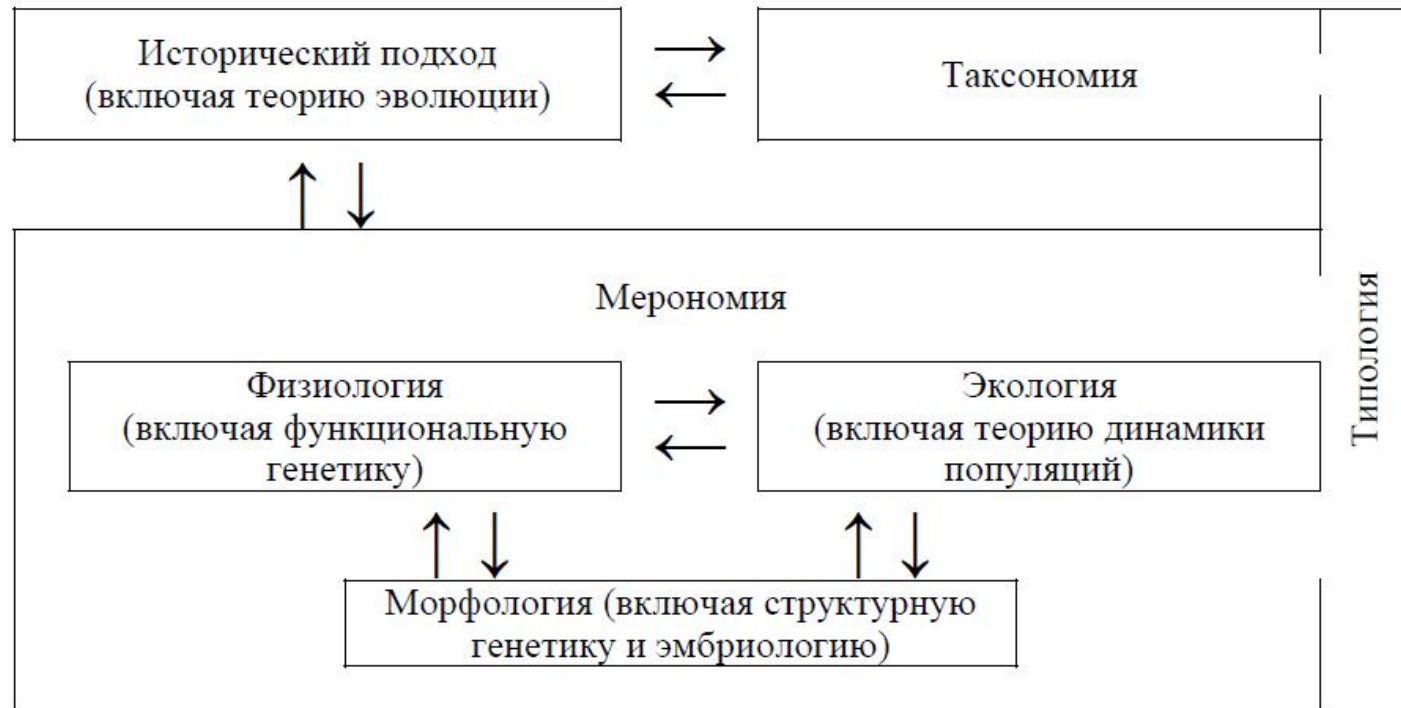 Исторический подход
(включая теорию эволюции)
Таксономия
Мерономия
Физиология
(включая функциональную
генетику)
Экология
(включая теорию динамики
популяций)
Морфология (включая структурную
генетику и эмбриологию)
Типология